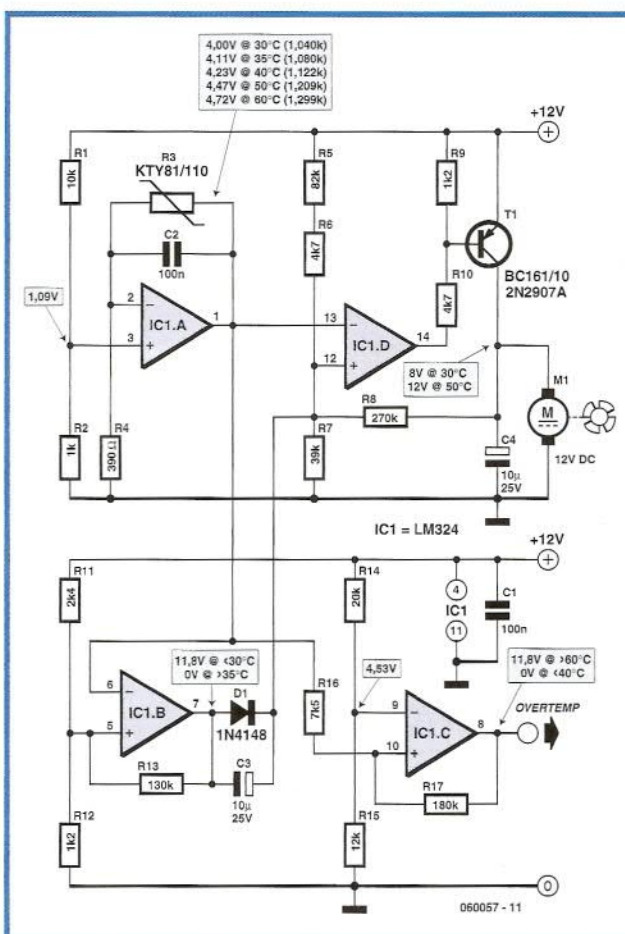 4,00V @ 30°C (1,040k)
4,11V @ 35°C (1,080k)
4,23V @ 40°C (1,122k)
4,47V @ 50°C (1,209k)
4,72V @ 60°C (1,299k)
+12V
R1
10k
R3
KTY81/110
C2
100n
R5
82k
R6
4k7
R9
1k2
T1
BC161/10
2N2907A
R10
4k7
1,09V
2
3
IC1.A
1
13
12
IC1.D
14
8V @ 30°C
12V @ 50°C
M1
M
12V DC
R2
1k
R4
390 Ω
R8
270k
R7
39k
C4
10µ
25V
IC1 = LM324
+12V
R11
2k4
R14
20k
4
IC1
11
C1
100n
11,8V @ <30°C
0V @ >35°C
R16
7k5
4,53V
11,8V @ >60°C
0V @ <40°C
6
5
IC1.B
7
D1
1N4148
9
10
IC1.C
8
OVERTEMP
R13
130k
C3
10µ
25V
R17
180k
R12
1k2
R15
12k
0
060057 - 11